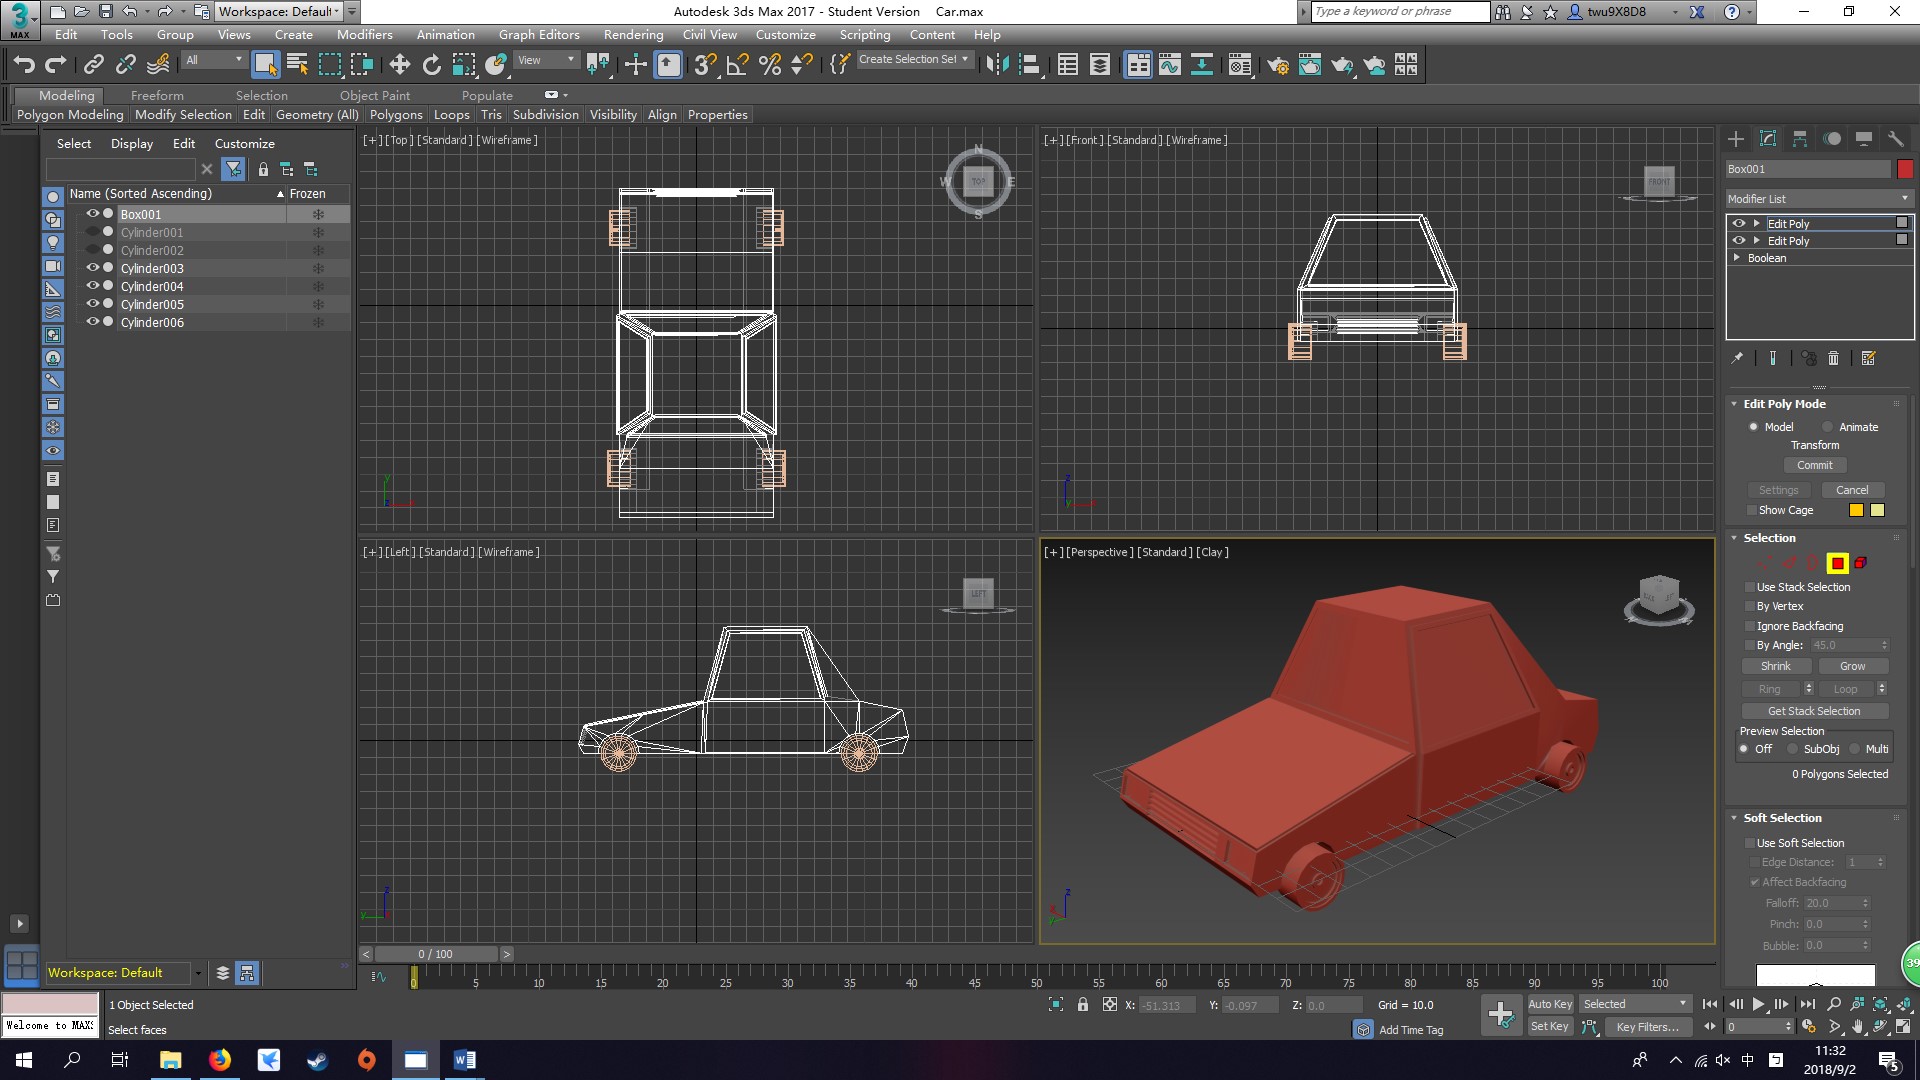 Workspace: Default
Autodesk 3ds Max 2017 - Student Version    Car.max
Type a keyword or phrase
twu9X8D8
MAX
Edit Tools Group Views Create Modifiers Animation Graph Editors Rendering Civil View Customize Scripting Content Help
All
View
Create Selection Set
Modeling Freeform Selection Object Paint Populate
Polygon Modeling Modify Selection Edit Geometry (All) Polygons Loops Tris Subdivision Visibility Align Properties
Select Display Edit Customize
Name (Sorted Ascending) Frozen
Box001
Cylinder001
Cylinder002
Cylinder003
Cylinder004
Cylinder005
Cylinder006
[+] [Top] [Standard] [Wireframe]
N
W TOP E
S
y
[+] [Front] [Standard] [Wireframe]
FRONT
z
[+] [Left] [Standard] [Wireframe]
LEFT
z
y
[+] [Perspective] [Standard] [Clay]
z
Box001
Modifier List
Edit Poly
Edit Poly
Boolean
Edit Poly Mode
Model Animate
Transform
Commit
Settings Cancel
Show Cage
Selection
Use Stack Selection
By Vertex
Ignore Backfacing
By Angle: 45.0
Shrink Grow
Ring Loop
Get Stack Selection
Preview Selection
Off SubObj Multi
0 Polygons Selected
Soft Selection
Use Soft Selection
Edge Distance: 1
Affect Backfacing
Falloff: 20.0
Pinch: 0.0
Bubble: 0.0
39
< 0 / 100 >
Workspace: Default
0 5 10 15 20 25 30 35 40 45 50 55 60 65 70 75 80 85 90 95 100
1 Object Selected
Welcome to MAX:
Select faces
X: -51.313 Y: -0.097 Z: 0.0 Grid = 10.0
Add Time Tag
Auto Key Selected
Set Key Key Filters...
0
中
11:32
2018/9/2
5